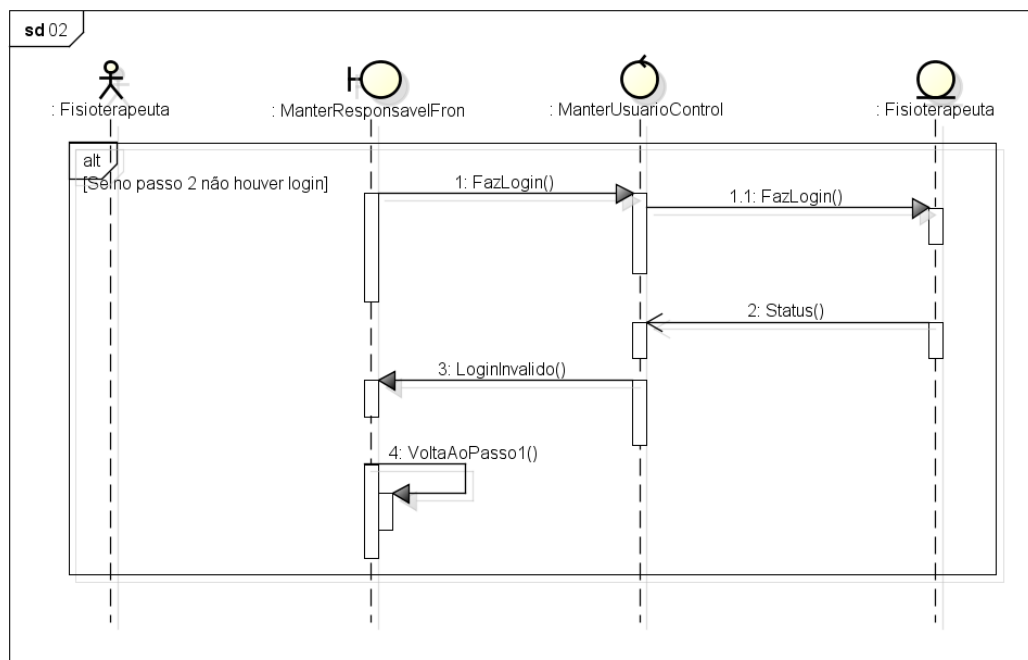 sd 02
: Fisioterapeuta
: ManterResponsavelFron
: ManterUsuarioControl
: Fisioterapeuta
alt
[Se no passo 2 não houver login]
1: FazLogin()
1.1: FazLogin()
2: Status()
3: LoginInvalido()
4: VoltaAoPasso1()